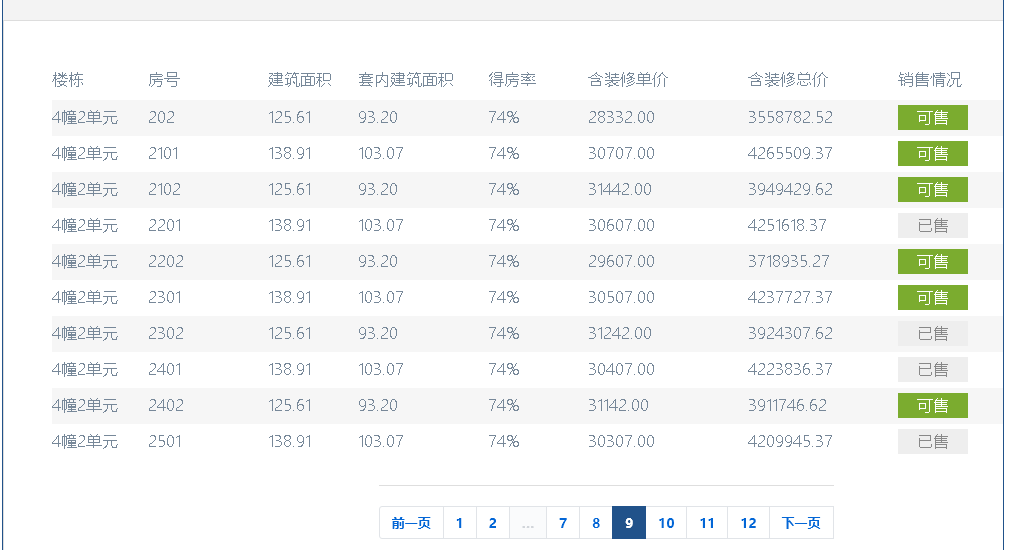 楼栋 房号 建筑面积 套内建筑面积 得房率 含装修单价 含装修总价 销售情况
4幢2单元 202 125.61 93.20 74% 28332.00 3558782.52 可售
4幢2单元 2101 138.91 103.07 74% 30707.00 4265509.37 可售
4幢2单元 2102 125.61 93.20 74% 31442.00 3949429.62 可售
4幢2单元 2201 138.91 103.07 74% 30607.00 4251618.37 已售
4幢2单元 2202 125.61 93.20 74% 29607.00 3718935.27 可售
4幢2单元 2301 138.91 103.07 74% 30507.00 4237727.37 可售
4幢2单元 2302 125.61 93.20 74% 31242.00 3924307.62 已售
4幢2单元 2401 138.91 103.07 74% 30407.00 4223836.37 已售
4幢2单元 2402 125.61 93.20 74% 31142.00 3911746.62 可售
4幢2单元 2501 138.91 103.07 74% 30307.00 4209945.37 已售
前一页 1 2 ... 7 8 9 10 11 12 下一页